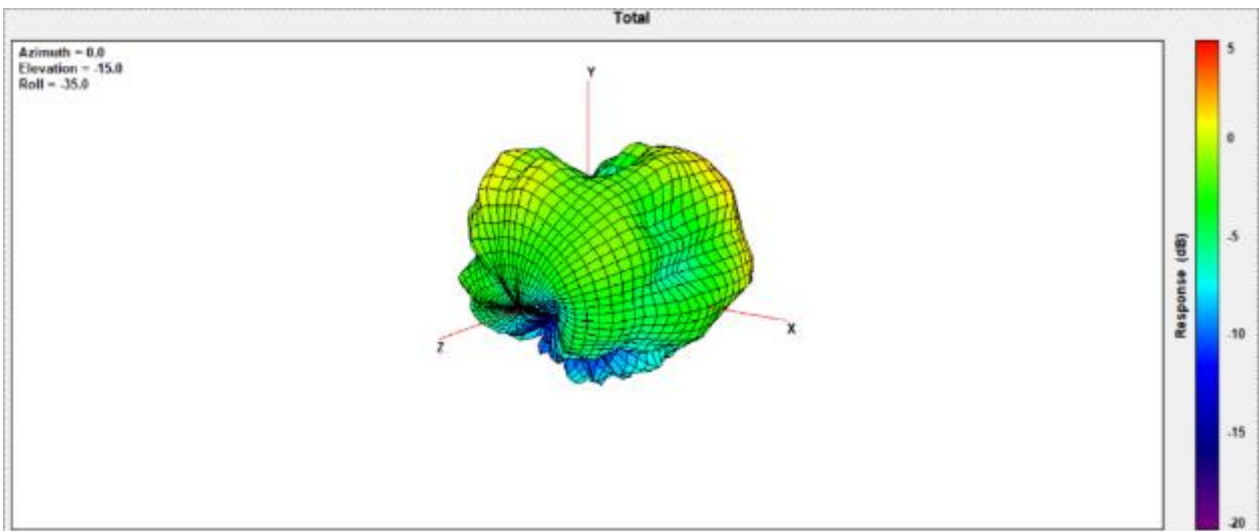 Total
Azimuth = 0.0
Elevation = -15.0
Roll = -35.0
Y
X
Z
5
0
-5
-10
-15
-20
Response (dB)